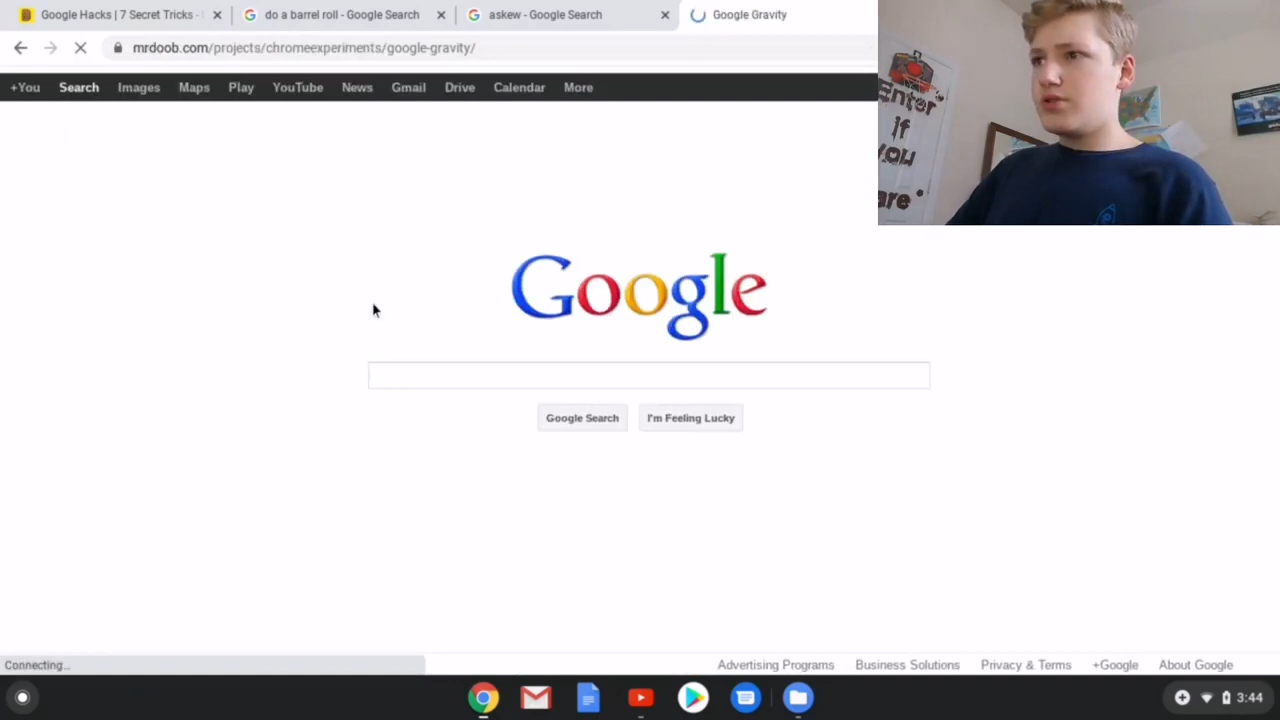 Google Hacks | 7 Secret Tricks -
do a barrel roll - Google Search
askew - Google Search
Google Gravity
mrdoob.com/projects/chromeexperiments/google-gravity/
+You Search Images Maps Play YouTube News Gmail Drive Calendar More
Enter
if
you
are
Google
Google Search I'm Feeling Lucky
Connecting...
Advertising Programs Business Solutions Privacy & Terms +Google About Google
3:44